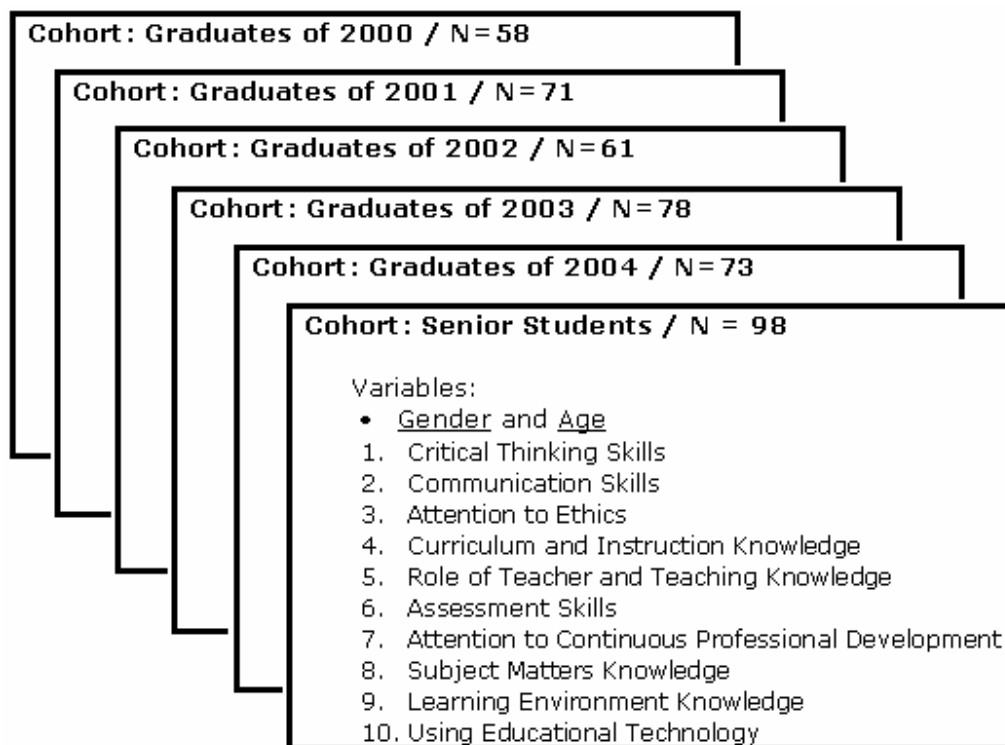 Cohort: Graduates of 2000 / N=58
Cohort: Graduates of 2001 / N=71
Cohort: Graduates of 2002 / N=61
Cohort: Graduates of 2003 / N=78
Cohort: Graduates of 2004 / N=73
Cohort: Senior Students / N = 98
Variables:
• Gender and Age
1. Critical Thinking Skills
2. Communication Skills
3. Attention to Ethics
4. Curriculum and Instruction Knowledge
5. Role of Teacher and Teaching Knowledge
6. Assessment Skills
7. Attention to Continuous Professional Development
8. Subject Matters Knowledge
9. Learning Environment Knowledge
10. Using Educational Technology